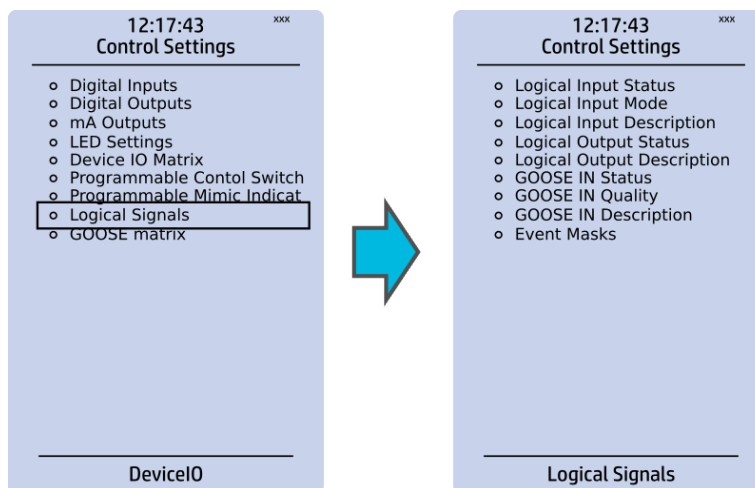 12:17:43 xxx
Control Settings
Digital Inputs
Digital Outputs
mA Outputs
LED Settings
Device IO Matrix
Programmable Contol Switch
Programmable Mimic Indicat
Logical Signals
GOOSE matrix
DeviceIO
12:17:43 xxx
Control Settings
Logical Input Status
Logical Input Mode
Logical Input Description
Logical Output Status
Logical Output Description
GOOSE IN Status
GOOSE IN Quality
GOOSE IN Description
Event Masks
Logical Signals